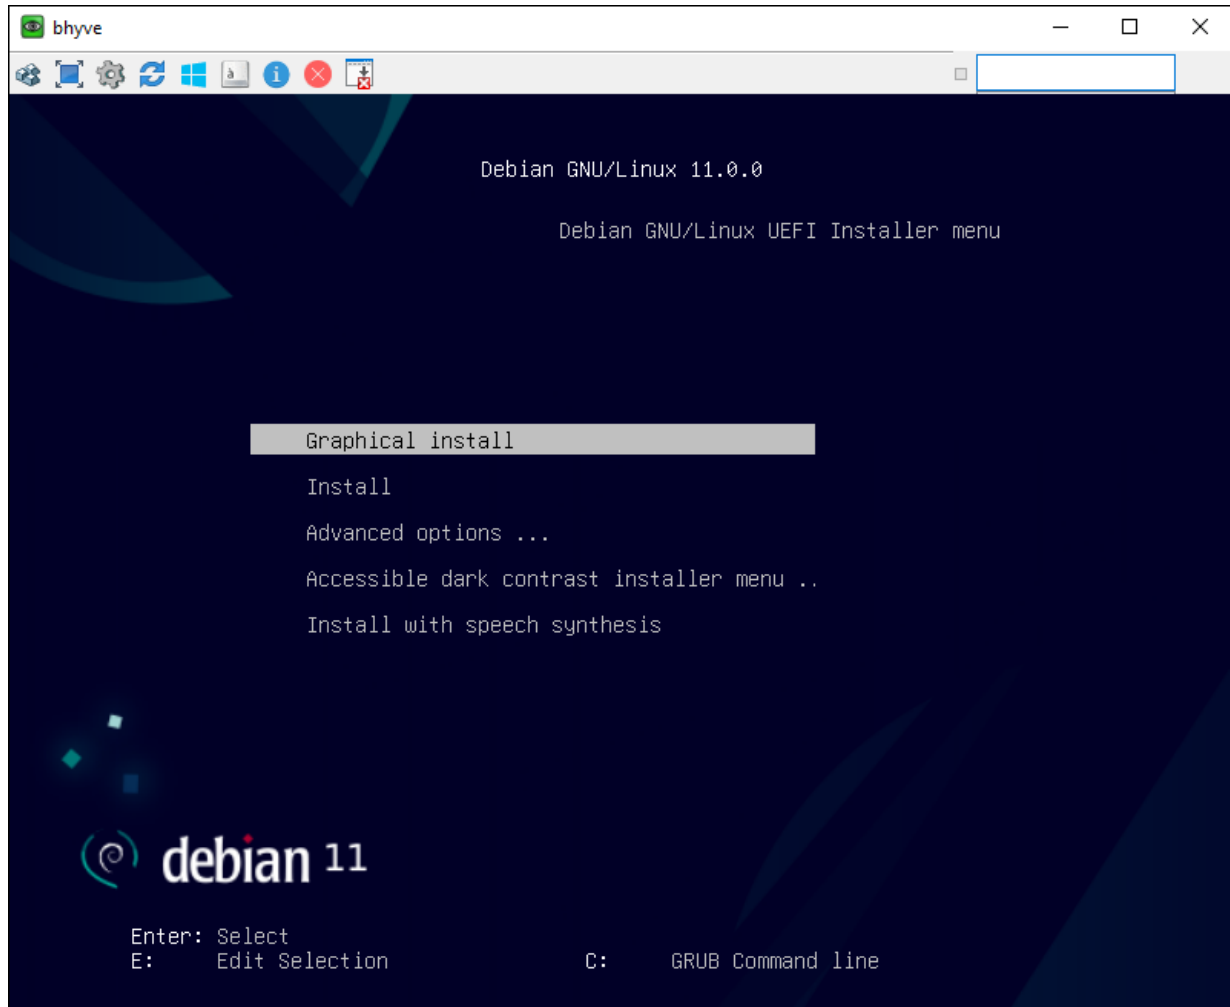 bhyve
Debian GNU/Linux 11.0.0
Debian GNU/Linux UEFI Installer menu
Graphical install
Install
Advanced options ...
Accessible dark contrast installer menu ..
Install with speech synthesis
debian 11
Enter: Select
E: Edit Selection C: GRUB Command line